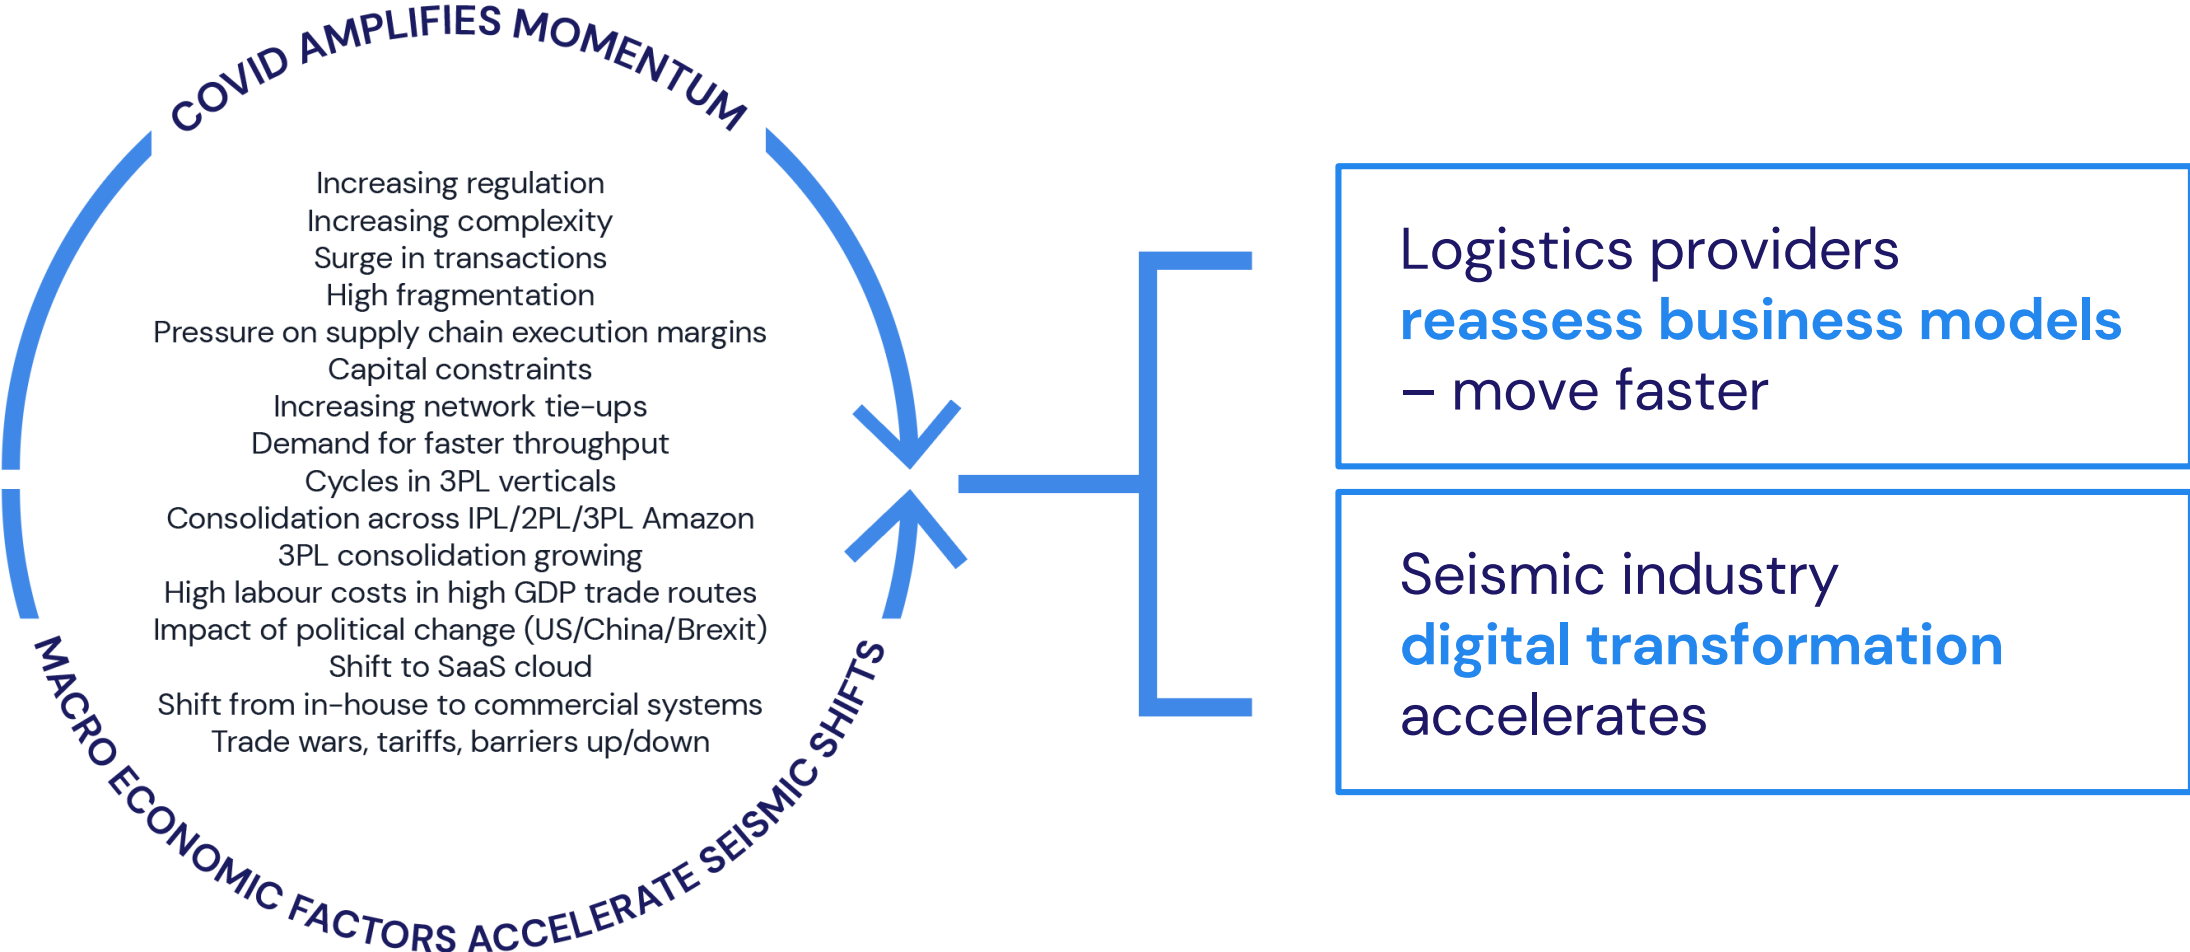 COVID AMPLIFIES MOMENTUM
Increasing regulation
Increasing complexity
Surge in transactions
High fragmentation
Pressure on supply chain execution margins
Capital constraints
Increasing network tie-ups
Demand for faster throughput
Cycles in 3PL verticals
Consolidation across IPL/2PL/3PL Amazon
3PL consolidation growing
High labour costs in high GDP trade routes
Impact of political change (US/China/Brexit)
Shift to SaaS cloud
Shift from in-house to commercial systems
Trade wars, tariffs, barriers up/down
MACRO ECONOMIC FACTORS ACCELERATE SEISMIC SHIFTS
Logistics providers
reassess business models
– move faster
Seismic industry
digital transformation
accelerates